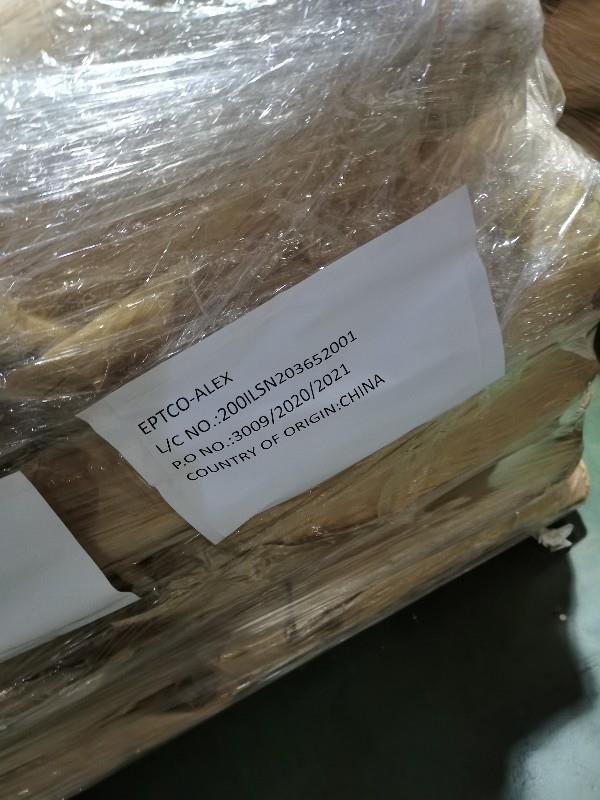 EPTCO-ALEX
L/C NO.:200ILSN203652001
P.O NO.:3009/2020/2021
COUNTRY OF ORIGIN:CHINA